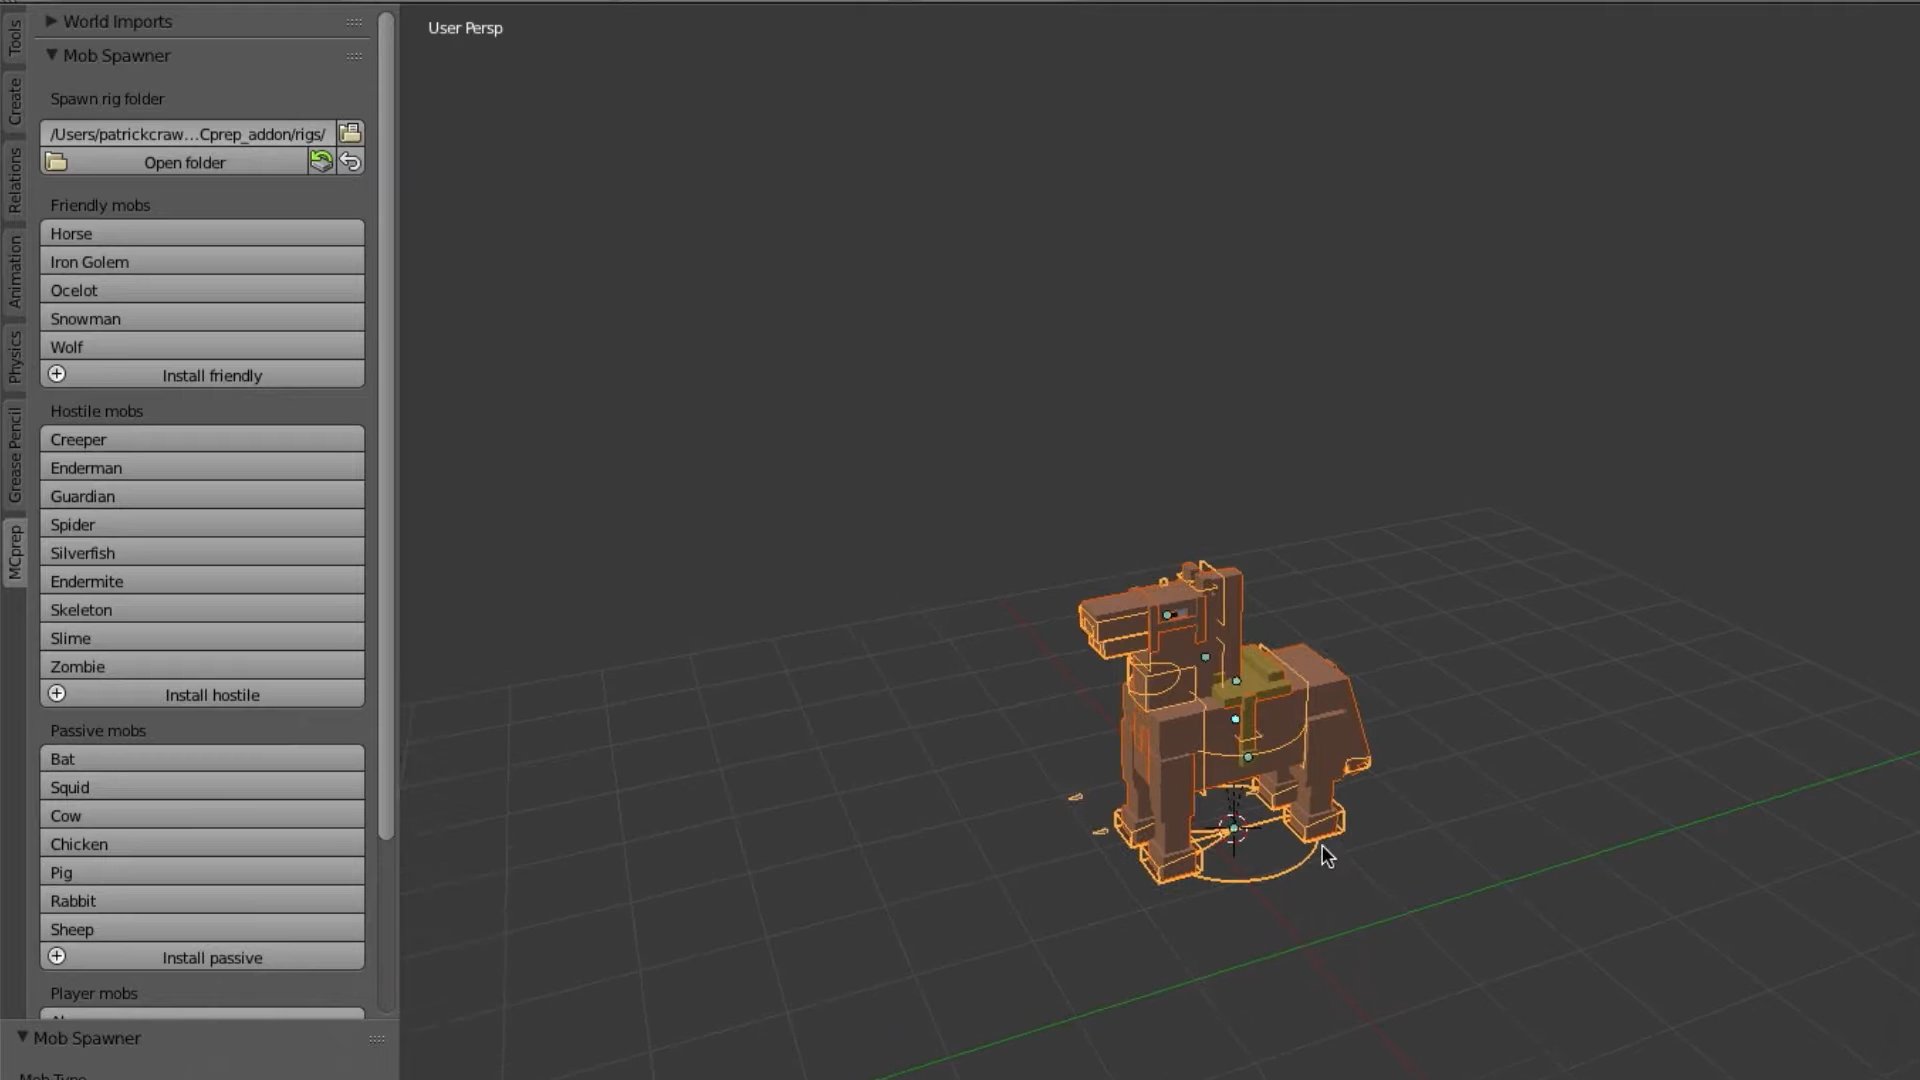 World Imports
Mob Spawner
Spawn rig folder
/Users/patrickcraw...Cprep_addon/rigs/
Open folder
Friendly mobs
Horse
Iron Golem
Ocelot
Snowman
Wolf
Install friendly
Hostile mobs
Creeper
Enderman
Guardian
Spider
Silverfish
Endermite
Skeleton
Slime
Zombie
Install hostile
Passive mobs
Bat
Squid
Cow
Chicken
Pig
Rabbit
Sheep
Install passive
Player mobs
Mob Spawner
Mob Type
Tools
Create
Relations
Animation
Physics
Grease Pencil
MCprep
User Persp